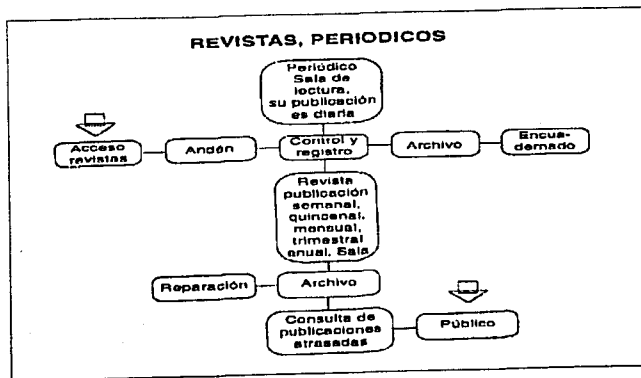 REVISTAS, PERIODICOS
Periódico
Sala de
lectura,
su publicación
es diaria
Acceso
revistas
Andén
Control y
registro
Archivo
Encua-
dernado
Revista
publicación
semanal,
quincenal,
mensual,
trimestral
anual. Sala
Reparación
Archivo
Consulta de
publicaciones
atrasadas
Público